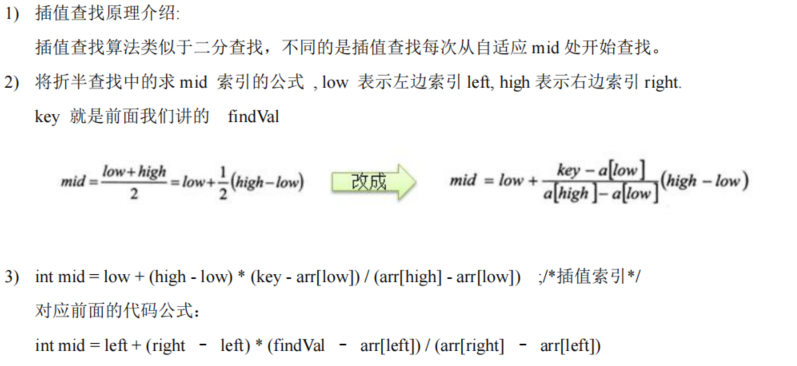 1) 插值查找原理介绍:
插值查找算法类似于二分查找，不同的是插值查找每次从自适应 mid 处开始查找。
2) 将折半查找中的求 mid 索引的公式 , low 表示左边索引 left, high 表示右边索引 right.
key 就是前面我们讲的 findVal
mid = \frac{low+high}{2} = low + \frac{1}{2}(high-low) 改成 mid = low + \frac{key - a[low]}{a[high] - a[low]}(high - low)
3) int mid = low + (high - low) * (key - arr[low]) / (arr[high] - arr[low]) ;/*插值索引*/
对应前面的代码公式：
int mid = left + (right – left) * (findVal – arr[left]) / (arr[right] – arr[left])